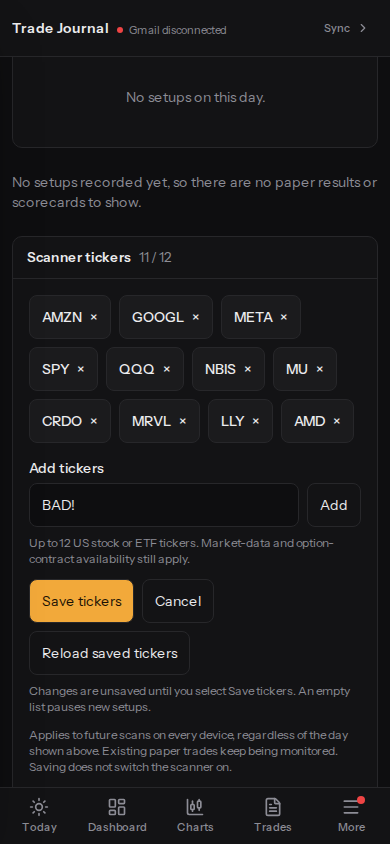 Trade Journal
Gmail disconnected
Sync
No setups on this day.
No setups recorded yet, so there are no paper results or
scorecards to show.
Scanner tickers 11 / 12
AMZN × GOOGL × META ×
SPY × QQQ × NBIS × MU ×
CRDO × MRVL × LLY × AMD ×
Add tickers
BAD! Add
Up to 12 US stock or ETF tickers. Market-data and option-
contract availability still apply.
Save tickers Cancel
Reload saved tickers
Changes are unsaved until you select Save tickers. An empty
list pauses new setups.
Applies to future scans on every device, regardless of the day
shown above. Existing paper trades keep being monitored.
Saving does not switch the scanner on.
Today Dashboard Charts Trades More